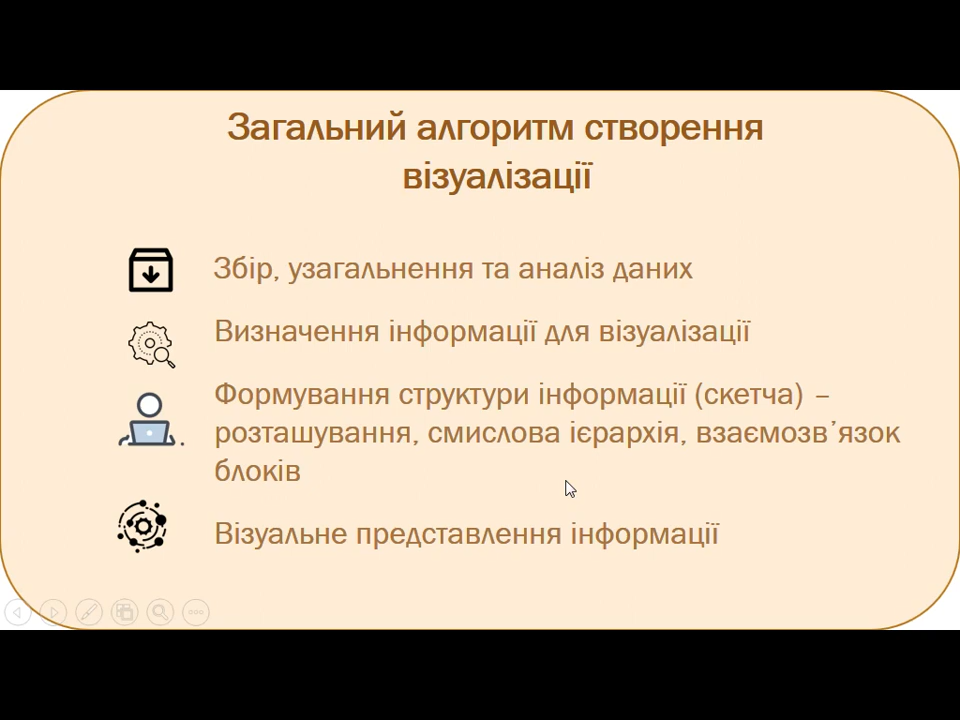 Загальний алгоритм створення
візуалізації
Збір, узагальнення та аналіз даних
Визначення інформації для візуалізації
Формування структури інформації (скетча) –
розташування, смислова ієрархія, взаємозв’язок
блоків
Візуальне представлення інформації